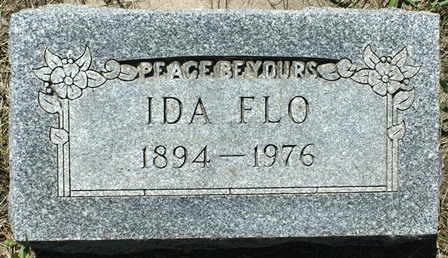 PEACE BE YOURS
IDA FLO
1894 — 1976